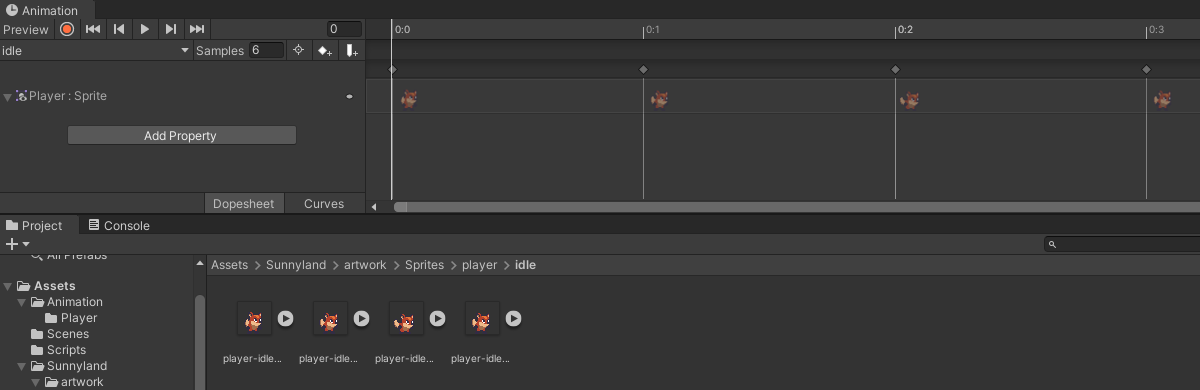 Animation
Preview 0 0:0 0:1 0:2 0:3
idle Samples 6
Player : Sprite
Add Property
Dopesheet Curves
Project Console
All Prefabs
Assets > Sunnyland > artwork > Sprites > player > idle
Assets
Animation
Player
Scenes
Scripts
Sunnyland
artwork
player-idle... player-idle... player-idle... player-idle...